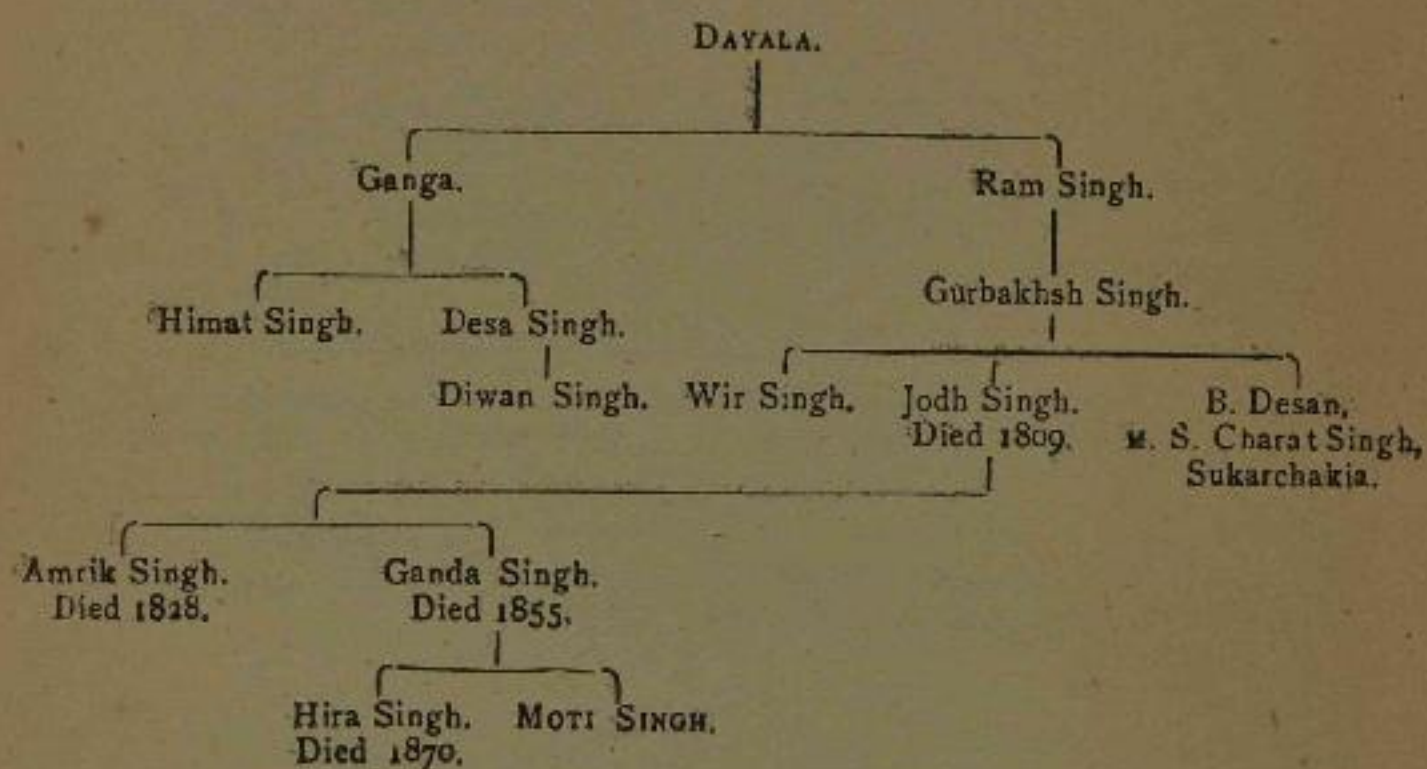 DAYALA.
Ganga. Ram Singh.
Gurbakhsh Singh.
Himat Singh. Desa Singh.
Diwan Singh. Wir Singh. Jodh Singh. B. Desan,
Died 1809. M. S. Charat Singh,
Sukarchakia.
Amrik Singh. Ganda Singh.
Died 1828. Died 1855.
Hira Singh. MOTI SINGH.
Died 1870.